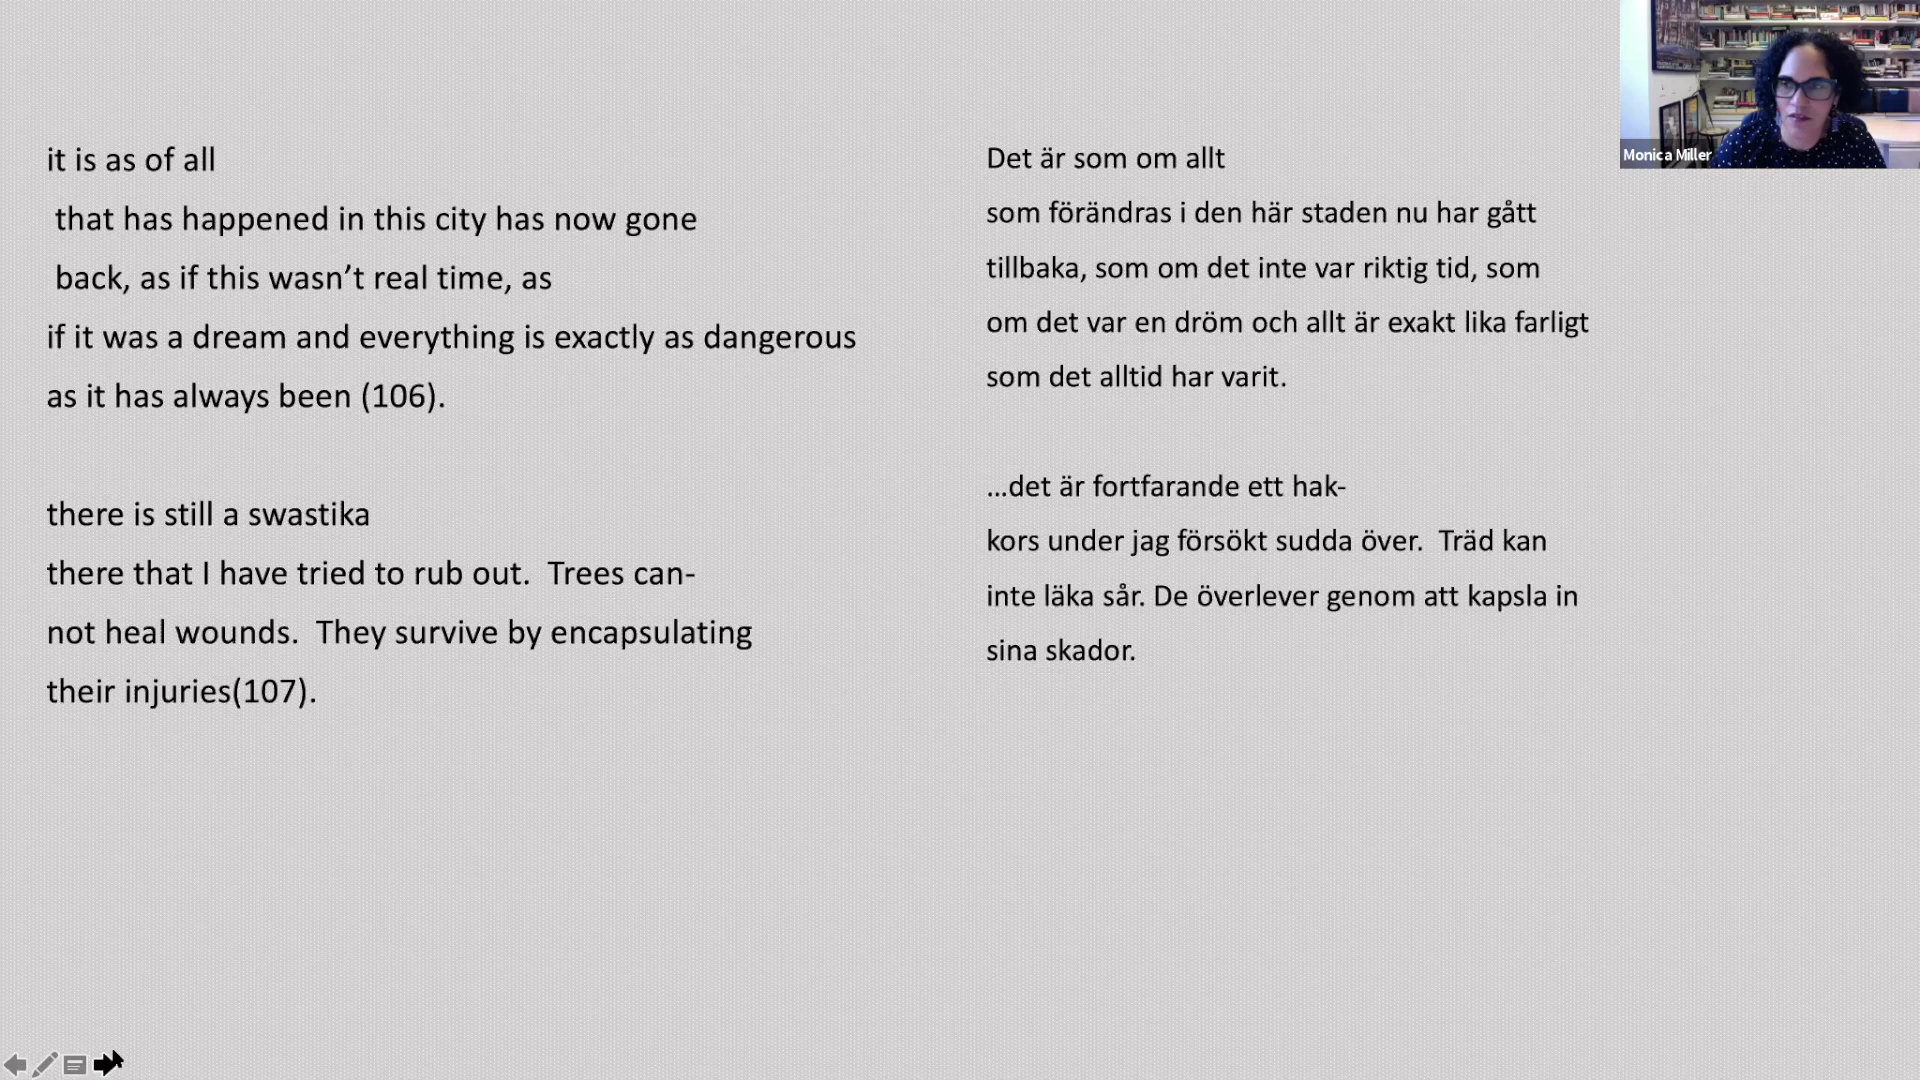 it is as of all
that has happened in this city has now gone
back, as if this wasn’t real time, as
if it was a dream and everything is exactly as dangerous
as it has always been (106).
there is still a swastika
there that I have tried to rub out.  Trees can-
not heal wounds.  They survive by encapsulating
their injuries(107).
Det är som om allt
som förändras i den här staden nu har gått
tillbaka, som om det inte var riktig tid, som
om det var en dröm och allt är exakt lika farligt
som det alltid har varit.
…det är fortfarande ett hak-
kors under jag försökt sudda över.  Träd kan
inte läka sår. De överlever genom att kapsla in
sina skador.
Monica Miller